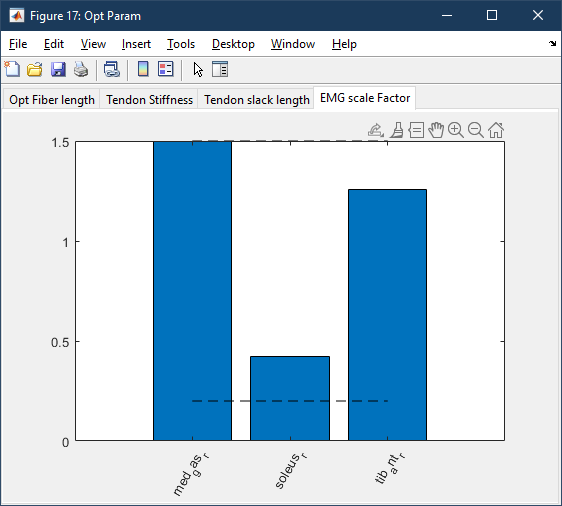 Figure 17: Opt Param
File Edit View Insert Tools Desktop Window Help
Opt Fiber length Tendon Stiffness Tendon slack length EMG scale Factor
1.5
1
0.5
0
med_gas_r soleus_r tib_ant_r